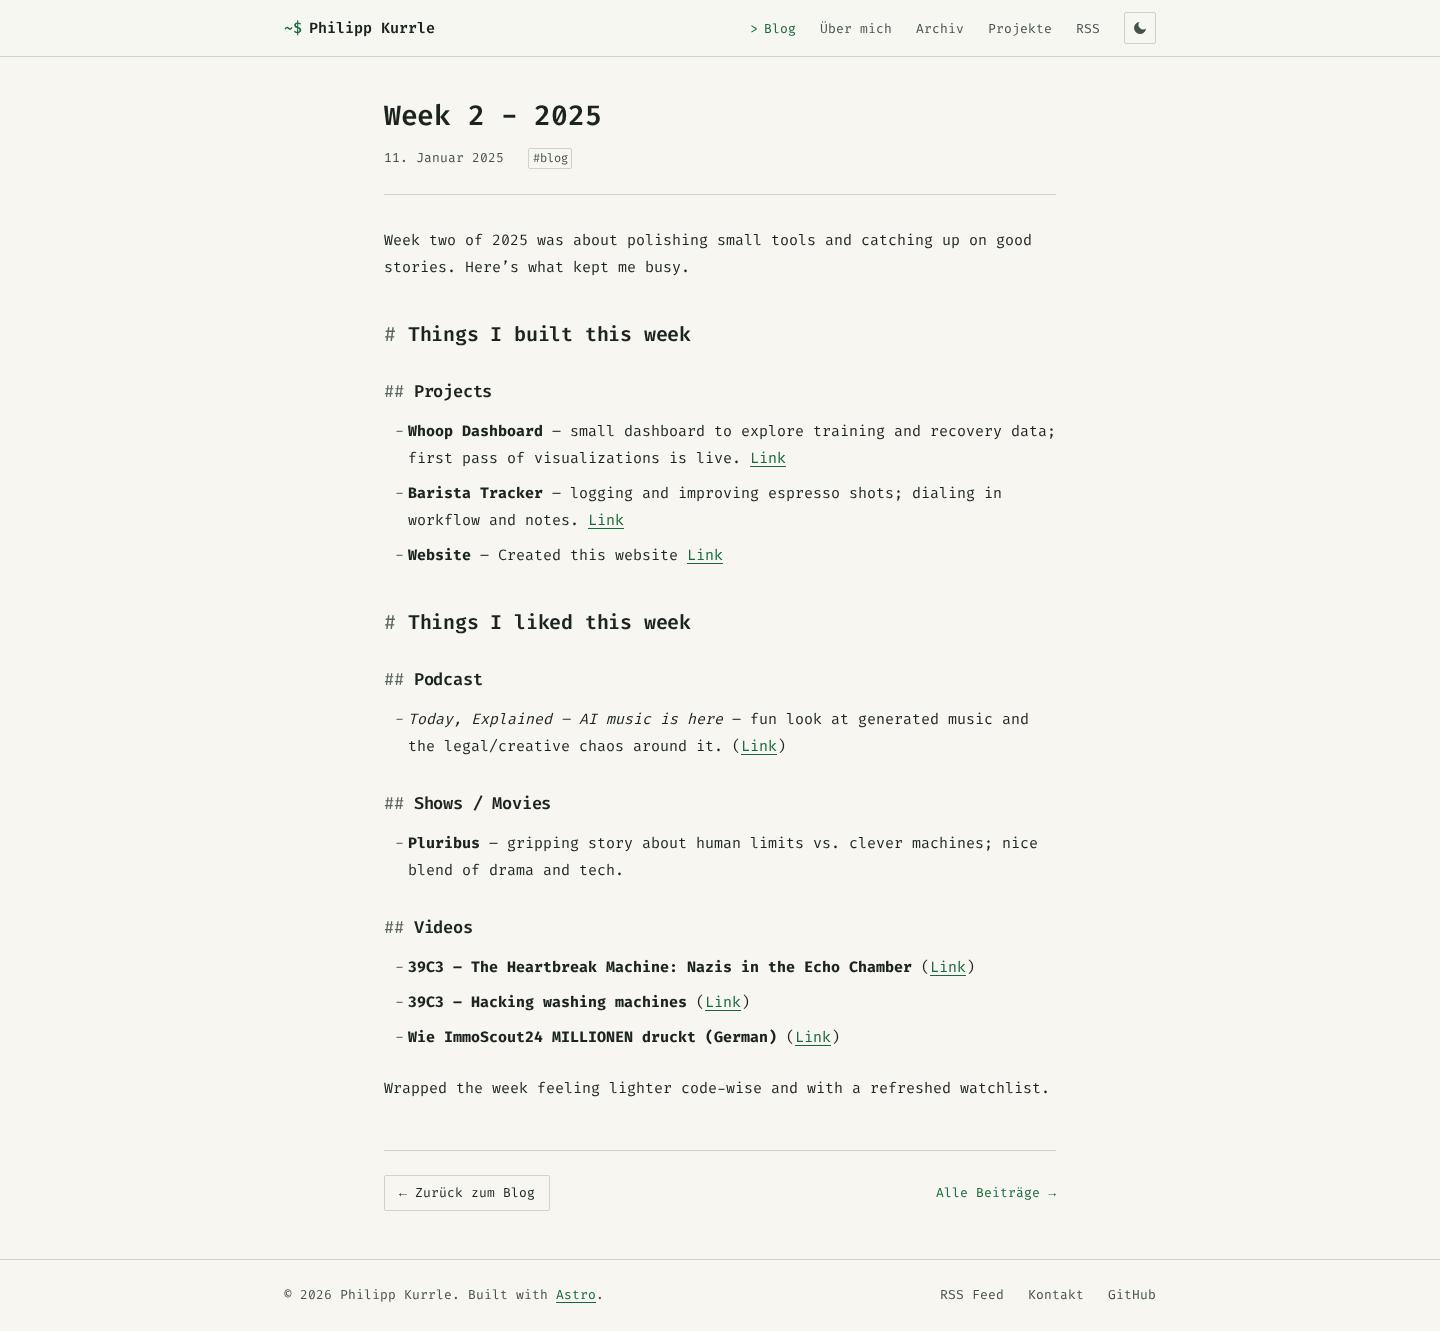 ~$ Philipp Kurrle
> Blog Über mich Archiv Projekte RSS
Week 2 - 2025
11. Januar 2025 #blog
Week two of 2025 was about polishing small tools and catching up on good
stories. Here’s what kept me busy.
# Things I built this week
## Projects
- Whoop Dashboard — small dashboard to explore training and recovery data;
first pass of visualizations is live. Link
- Barista Tracker — logging and improving espresso shots; dialing in
workflow and notes. Link
- Website — Created this website Link
# Things I liked this week
## Podcast
- Today, Explained — AI music is here — fun look at generated music and
the legal/creative chaos around it. (Link)
## Shows / Movies
- Pluribus — gripping story about human limits vs. clever machines; nice
blend of drama and tech.
## Videos
- 39C3 – The Heartbreak Machine: Nazis in the Echo Chamber (Link)
- 39C3 – Hacking washing machines (Link)
- Wie ImmoScout24 MILLIONEN druckt (German) (Link)
Wrapped the week feeling lighter code-wise and with a refreshed watchlist.
← Zurück zum Blog Alle Beiträge →
© 2026 Philipp Kurrle. Built with Astro. RSS Feed Kontakt GitHub